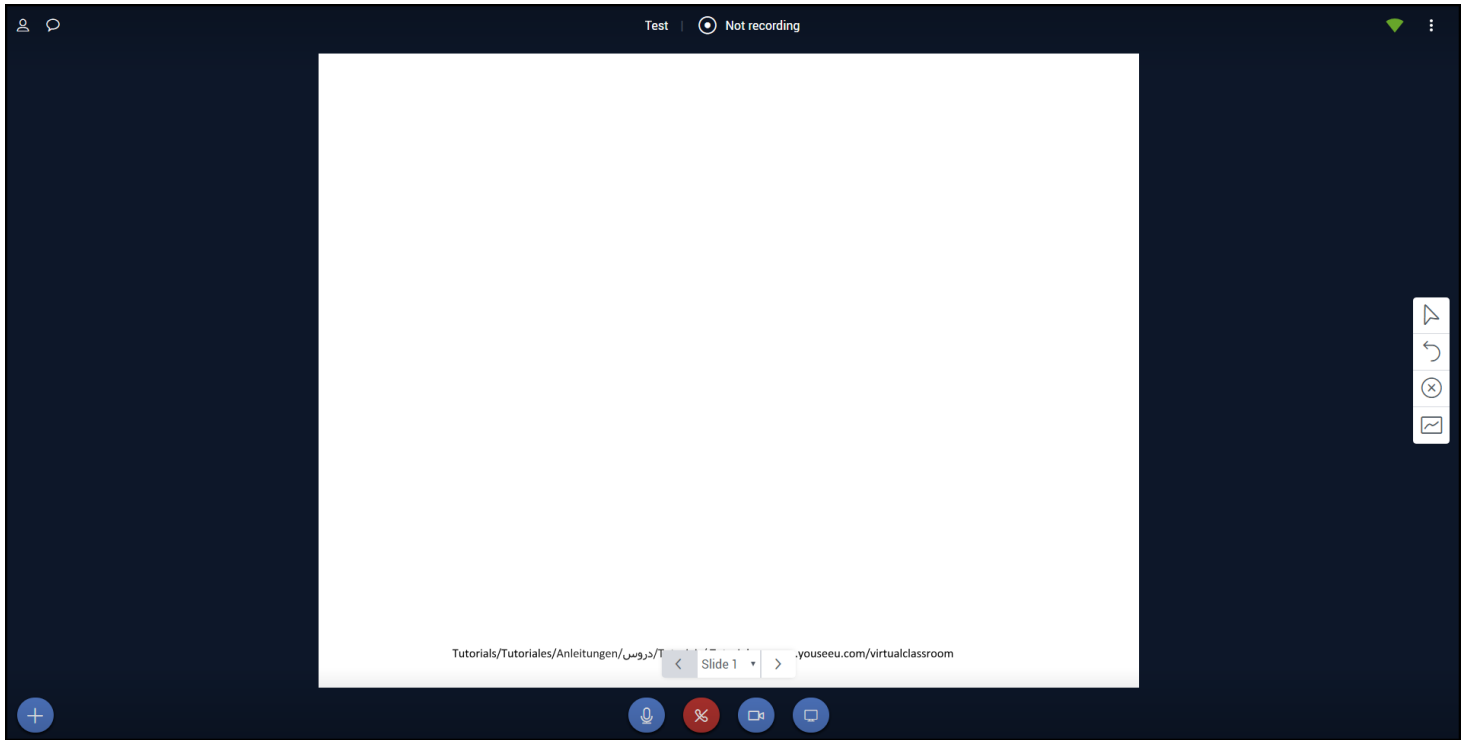 Test
Not recording
Tutorials/Tutoriales/Anleitungen/دروس/
.youseeu.com/virtualclassroom
Slide 1